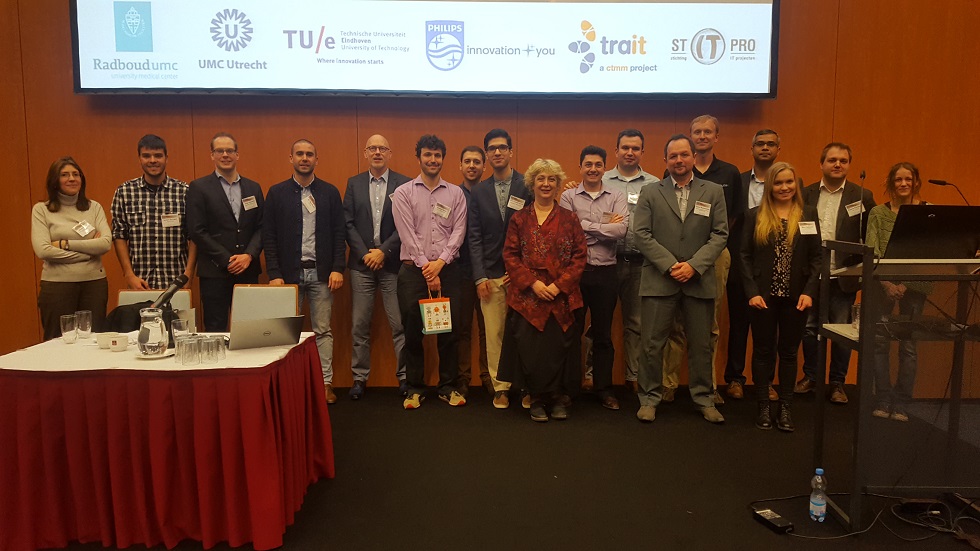 Radboudumc
university medical center
UMC Utrecht
TU/e
Technische Universiteit
Eindhoven
University of Technology
Where innovation starts
PHILIPS
innovation you
trait
a ctmm project
ST IT PRO
stichting IT projecten